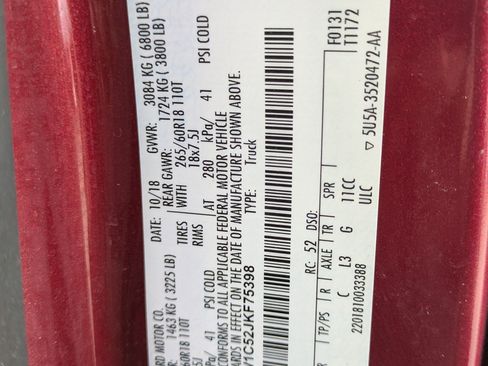 DATE: 10/18 GVWR: 3084 KG ( 6800 LB)
RD MOTOR CO. REAR GAWR: 1724 KG ( 3800 LB)
1463 KG ( 3225 LB) TIRES WITH 265/60R18 110T
60R18 110T RIMS 18x7.5J
PSI COLD AT 280 kPa/ 41 PSI COLD
CONFORMS TO ALL APPLICABLE FEDERAL MOTOR VEHICLE
ARDS IN EFFECT ON THE DATE OF MANUFACTURE SHOWN ABOVE.
1C52JKF75398 TYPE: Truck
F0131
T1172
RC: 52 DSO:
TP/PS R AXLE TR SPR
C L3 G 11CC
2201810033388 ULC
▽ 5U5A-3520472-AA